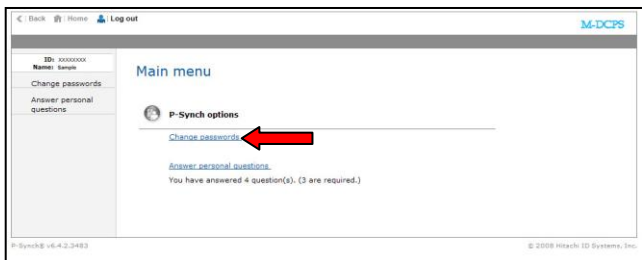 Back Home Log out
M-DCPS
ID: XXXXXXXX
Name: Sample
Change passwords
Answer personal
questions
Main menu
P-Synch options
Change passwords
Answer personal questions
You have answered 4 question(s). (3 are required.)
P-Synch® v6.4.2.3483
© 2008 Hitachi ID Systems, Inc.